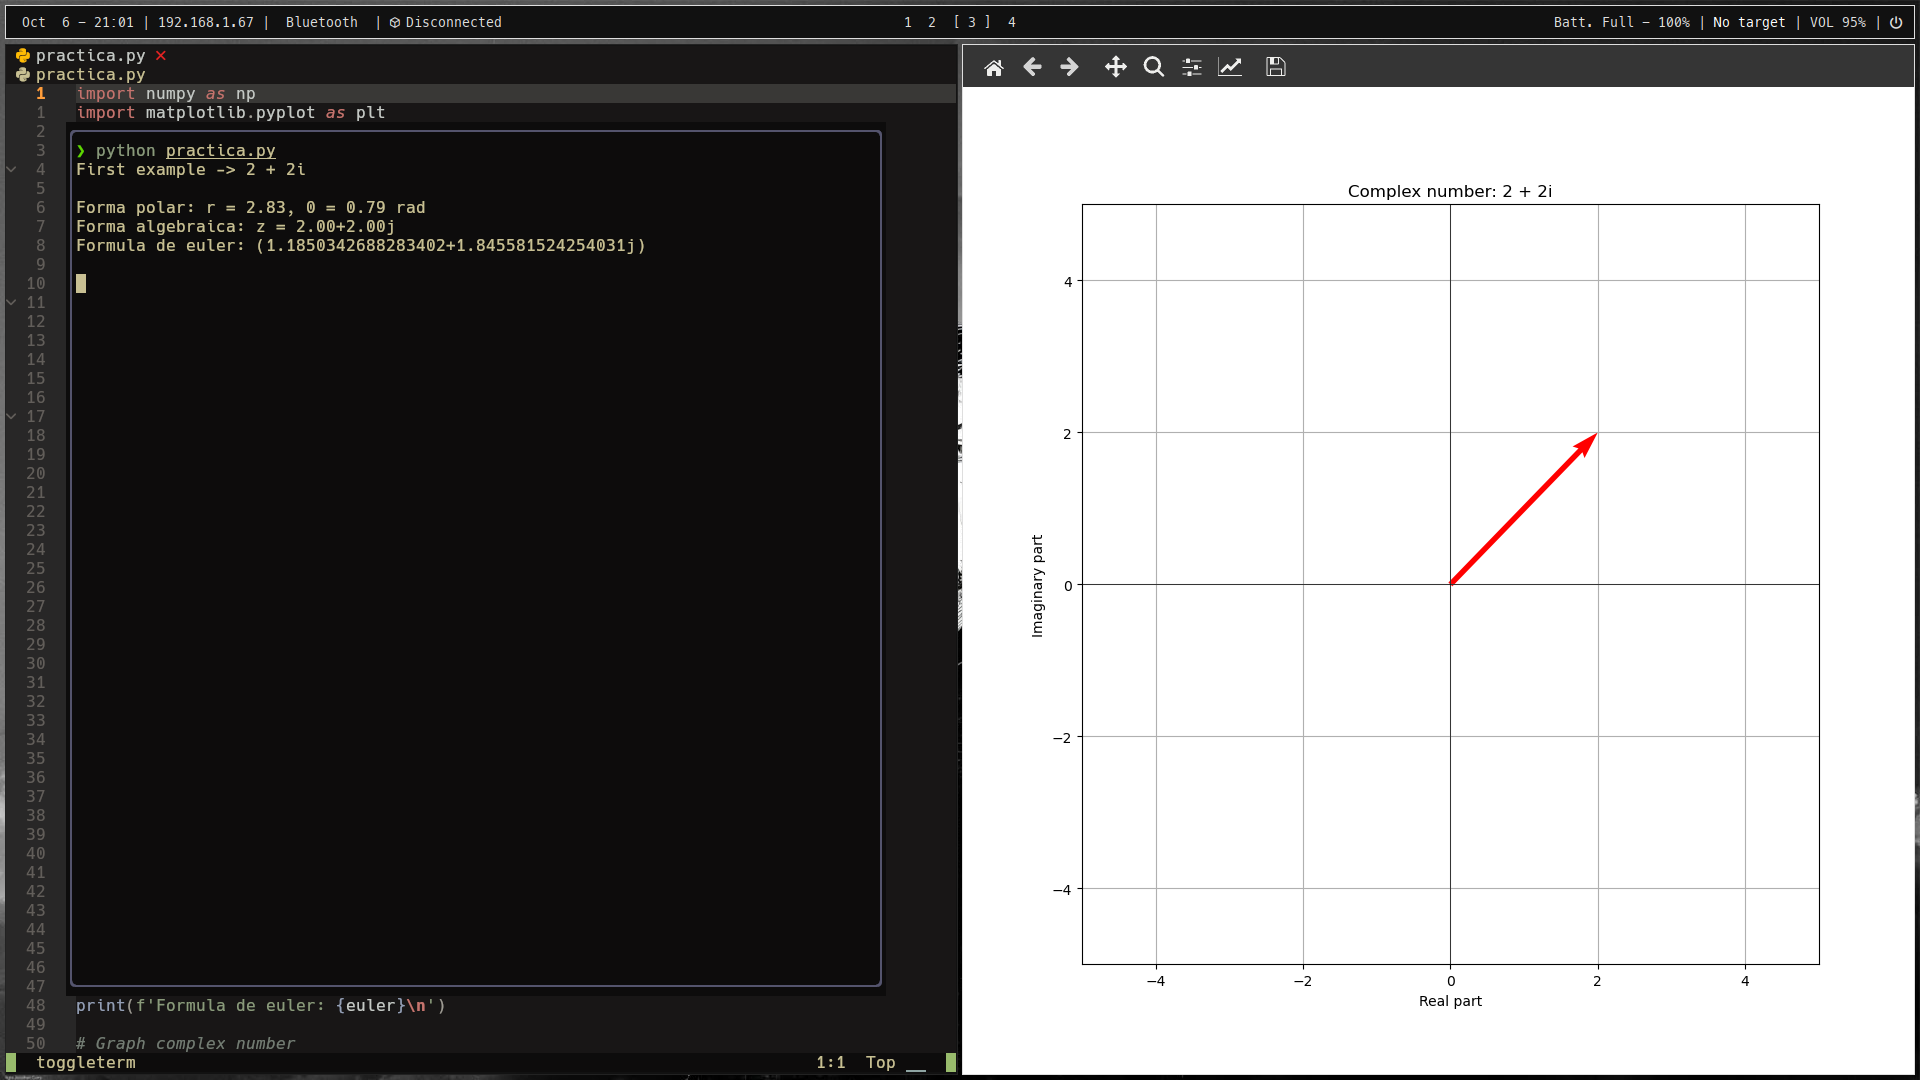 Oct  6 - 21:01 | 192.168.1.67 |  Bluetooth  | Disconnected
1 2 [ 3 ] 4
Batt. Full - 100% | No target | VOL 95% |
practica.py
practica.py
1 import numpy as np
1 import matplotlib.pyplot as plt
2
3 ❯ python practica.py
4 First example -> 2 + 2i
5
6 Forma polar: r = 2.83, 0 = 0.79 rad
7 Forma algebraica: z = 2.00+2.00j
8 Formula de euler: (1.1850342688283402+1.845581524254031j)
9
10
11
12
13
14
15
16
17
18
19
20
21
22
23
24
25
26
27
28
29
30
31
32
33
34
35
36
37
38
39
40
41
42
43
44
45
46
47
48 print(f'Formula de euler: {euler}\n')
49
50 # Graph complex number
toggleterm 1:1 Top __
Complex number: 2 + 2i
4
2
0
−2
−4
Imaginary part
−4 −2 0 2 4
Real part